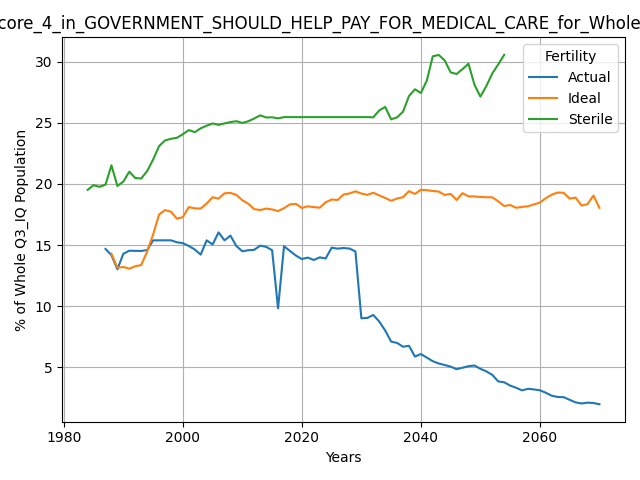 core_4_in_GOVERNMENT_SHOULD_HELP_PAY_FOR_MEDICAL_CARE_for_Whole
Fertility
Actual
Ideal
Sterile
% of Whole Q3_IQ Population
30
25
20
15
10
5
1980
2000
2020
2040
2060
Years